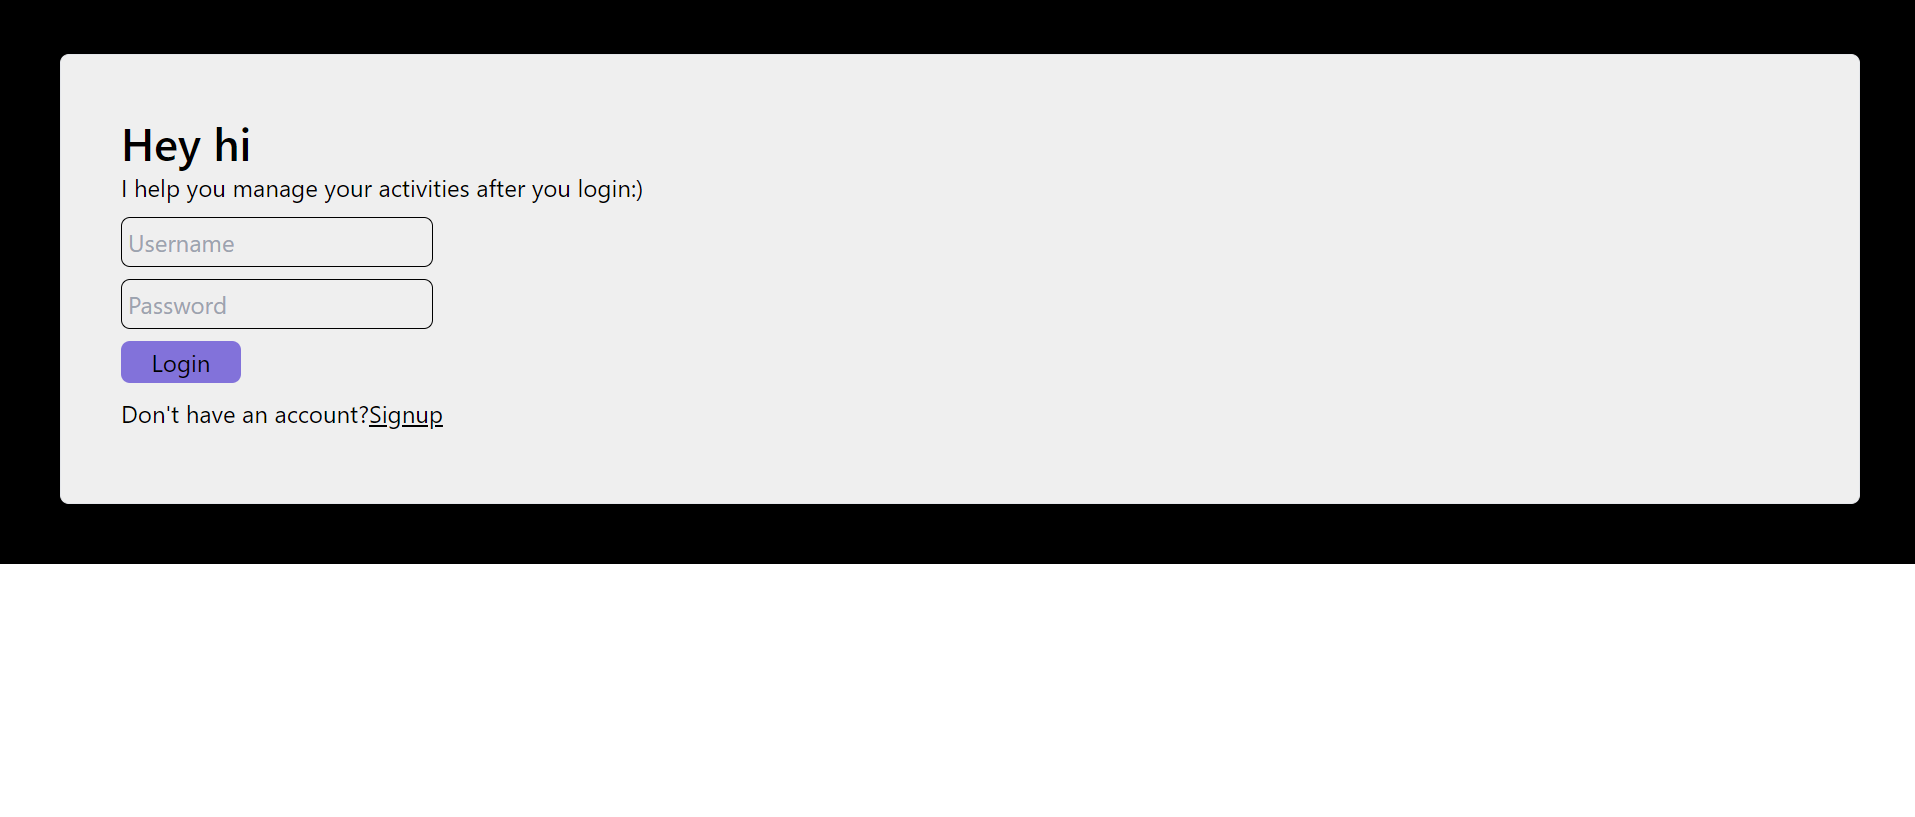 Hey hi
I help you manage your activities after you login:)
Username
Password
Login
Don't have an account?Signup